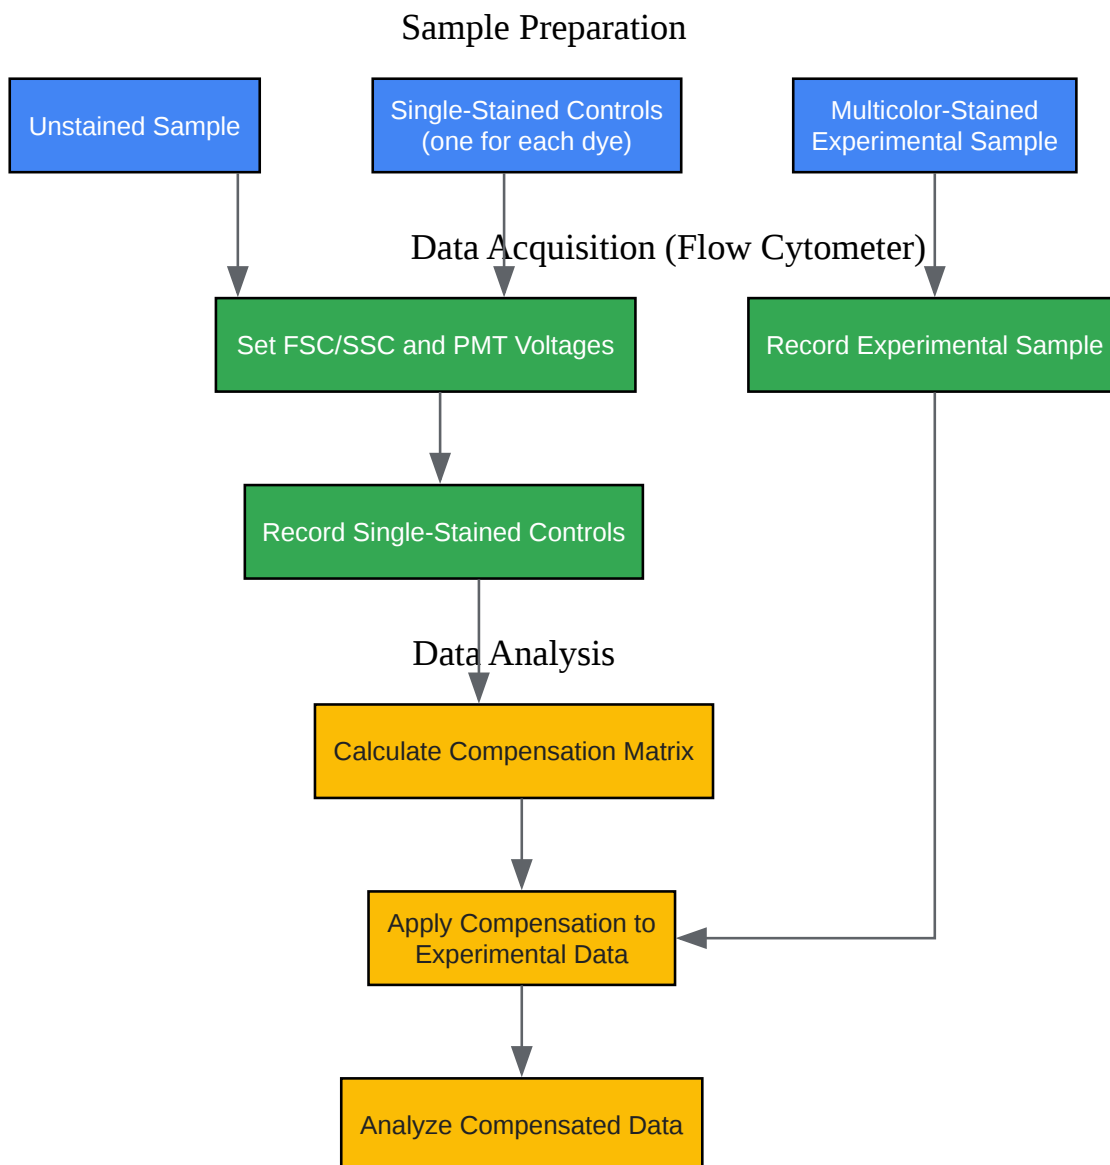 Sample Preparation
Unstained Sample
Single-Stained Controls
(one for each dye)
Multicolor-Stained
Experimental Sample
Data Acquisition (Flow Cytometer)
Set FSC/SSC and PMT Voltages
Record Experimental Sample
Record Single-Stained Controls
Data Analysis
Calculate Compensation Matrix
Apply Compensation to
Experimental Data
Analyze Compensated Data